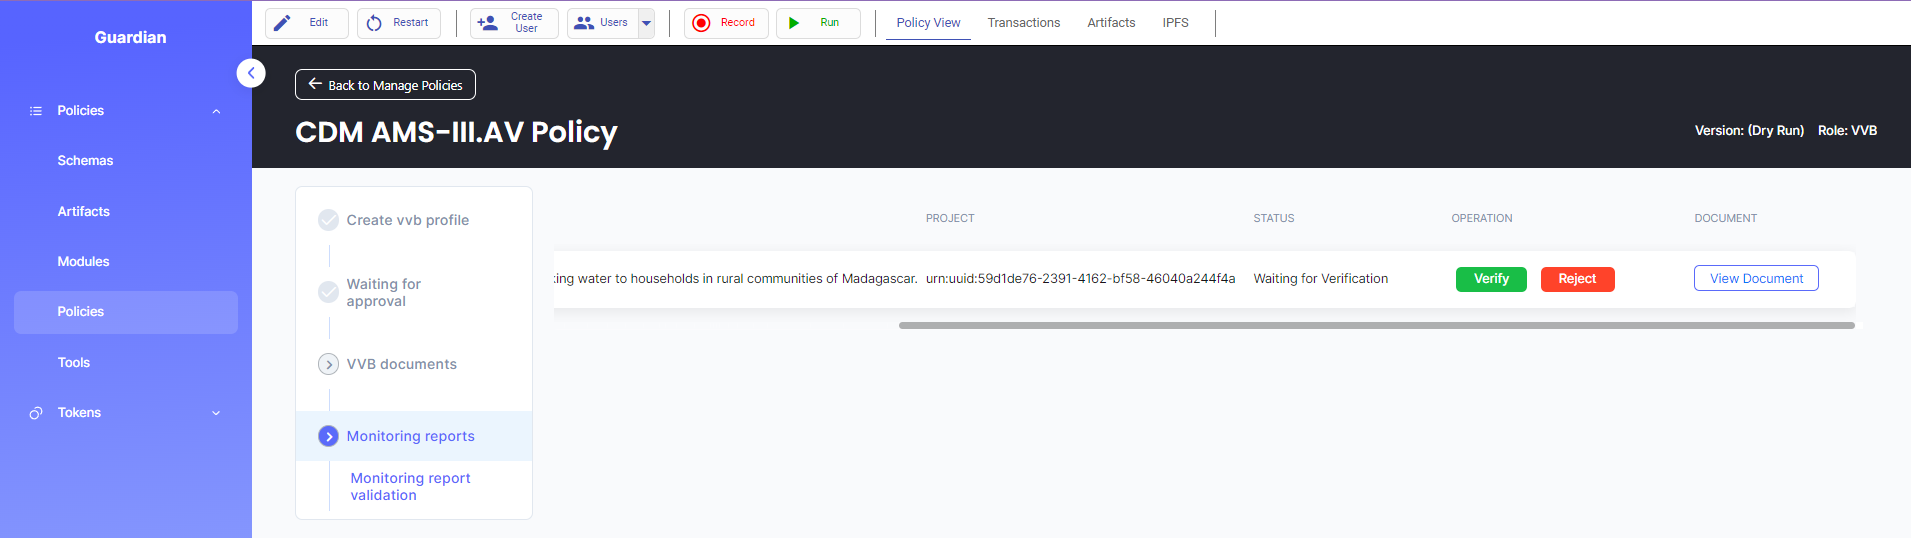 Guardian
Policies
Schemas
Artifacts
Modules
Policies
Tools
Tokens
Edit
Restart
Create
User
Users
Record
Run
Policy View
Transactions
Artifacts
IPFS
Back to Manage Policies
CDM AMS-III.AV Policy
Version: (Dry Run) Role: VVB
Create vvb profile
Waiting for
approval
VVB documents
Monitoring reports
Monitoring report
validation
PROJECT STATUS OPERATION DOCUMENT
king water to households in rural communities of Madagascar. urn:uuid:59d1de76-2391-4162-bf58-46040a244f4a Waiting for Verification Verify Reject View Document